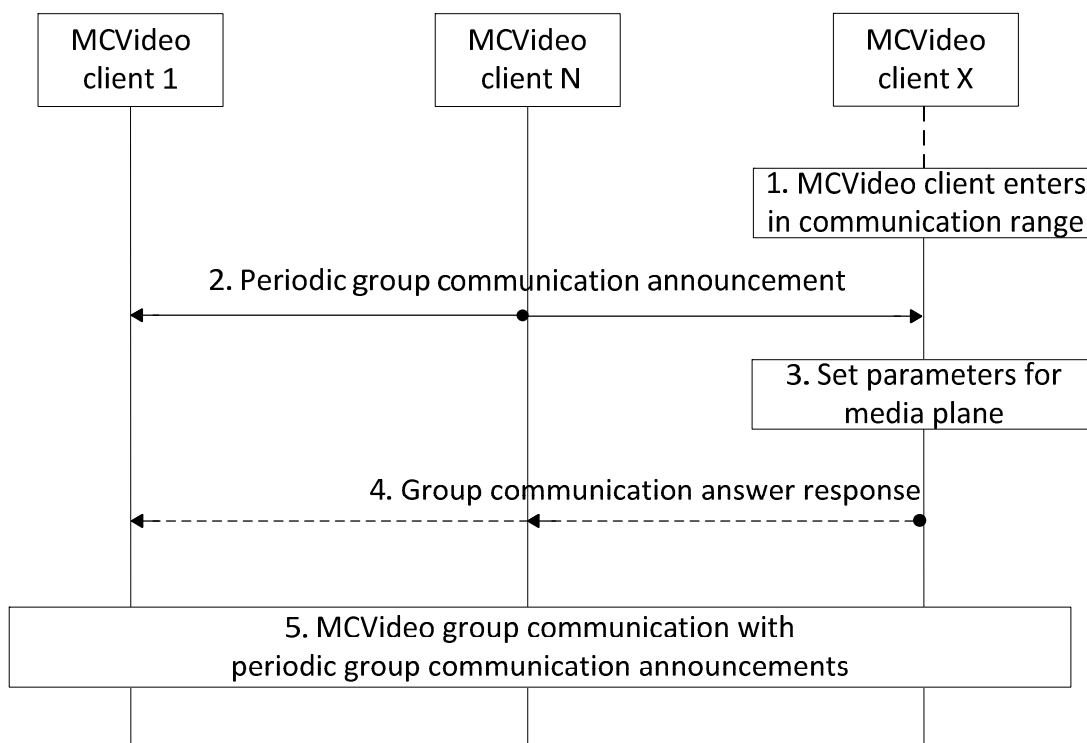 MCVideo
client 1
MCVideo
client N
MCVideo
client X
1. MCVideo client enters
in communication range
2. Periodic group communication announcement
3. Set parameters for
media plane
4. Group communication answer response
5. MCVideo group communication with
periodic group communication announcements